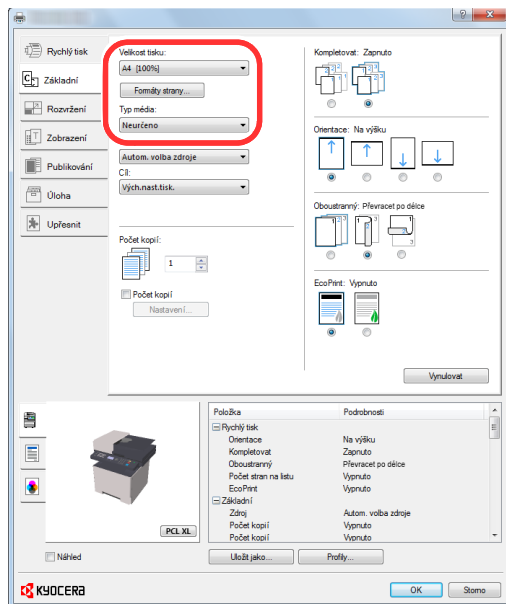 Rychlý tisk
Základní
Rozvržení
Zobrazení
Publikování
Úloha
Upřesnit
Velikost tisku:
A4 [100%]
Formáty strany...
Typ média:
Neurčeno
Autom. volba zdroje
Cíl:
Vých.nast.tisk.
Počet kopií:
1
Počet kopií
Nastavení...
Kompletovat: Zapnuto
Orientace: Na výšku
Oboustranný: Převracet po délce
EcoPrint: Vypnuto
Vynulovat
PCL XL
Náhled
Položka Podrobnosti
Rychlý tisk
Orientace Na výšku
Kompletovat Zapnuto
Oboustranný Převracet po délce
Počet stran na listu Vypnuto
EcoPrint Vypnuto
Základní
Zdroj Autom. volba zdroje
Počet kopií Vypnuto
Počet kopií Vypnuto
Uložit jako... Profily...
KYOCERA
OK Storno